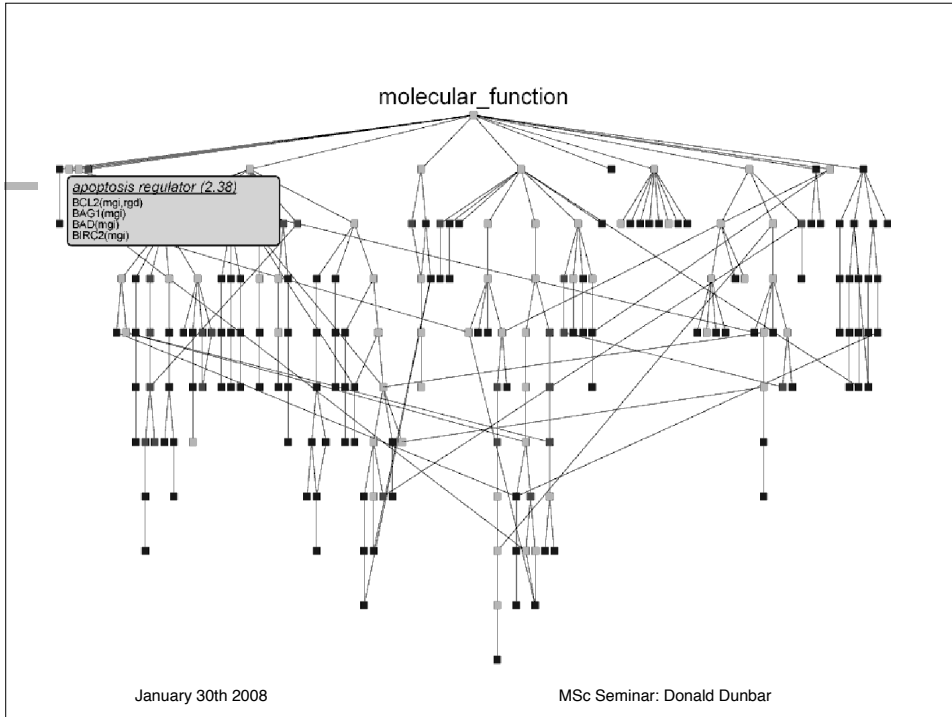 molecular_function
apoptosis regulator (2.38)
BCL2(mgi,rgd)
BAG1(mgi)
BAD(mgi)
BIRC2(mgi)
January 30th 2008
MSc Seminar: Donald Dunbar